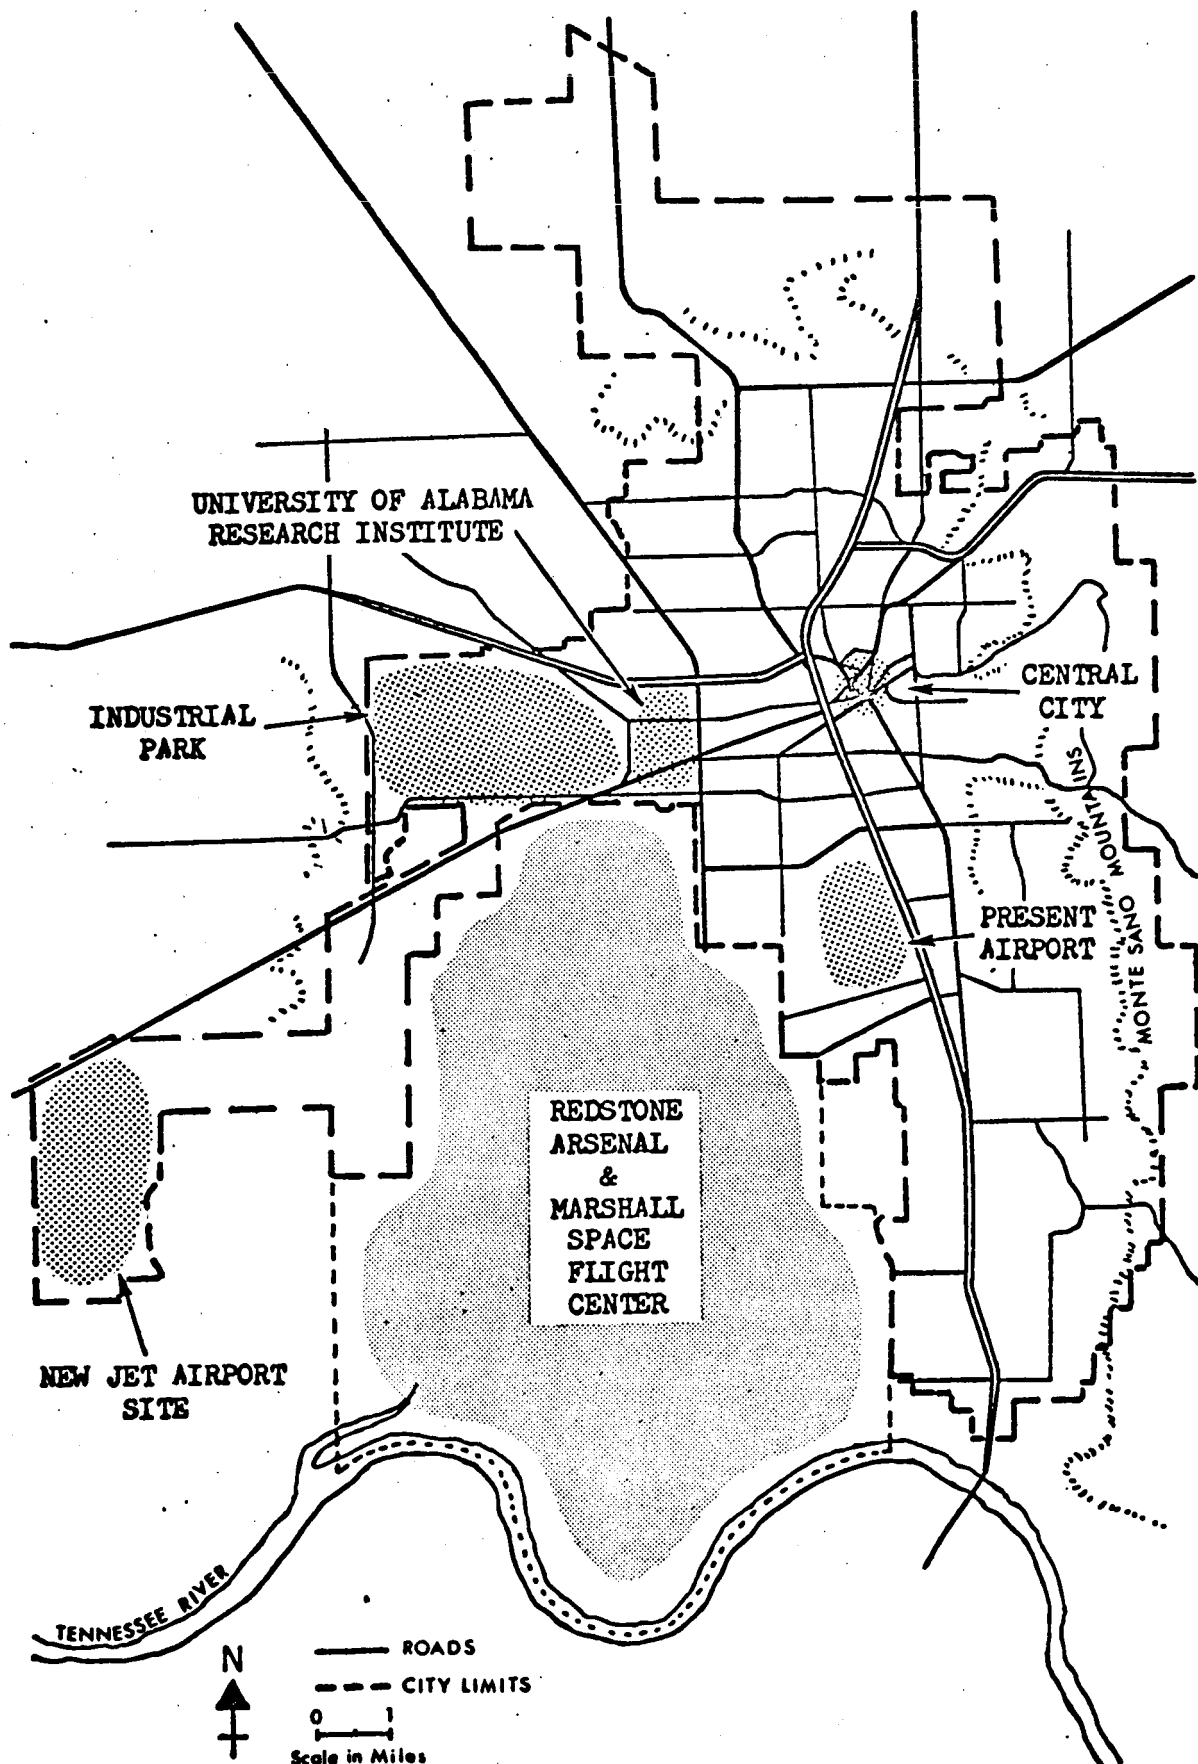 UNIVERSITY OF ALABAMA
RESEARCH INSTITUTE
INDUSTRIAL
PARK
CENTRAL
CITY
MONTE SANO MOUNTAINS
PRESENT
AIRPORT
REDSTONE
ARSENAL
&
MARSHALL
SPACE
FLIGHT
CENTER
NEW JET AIRPORT
SITE
TENNESSEE RIVER
N
ROADS
CITY LIMITS
0 1
Scale in Miles